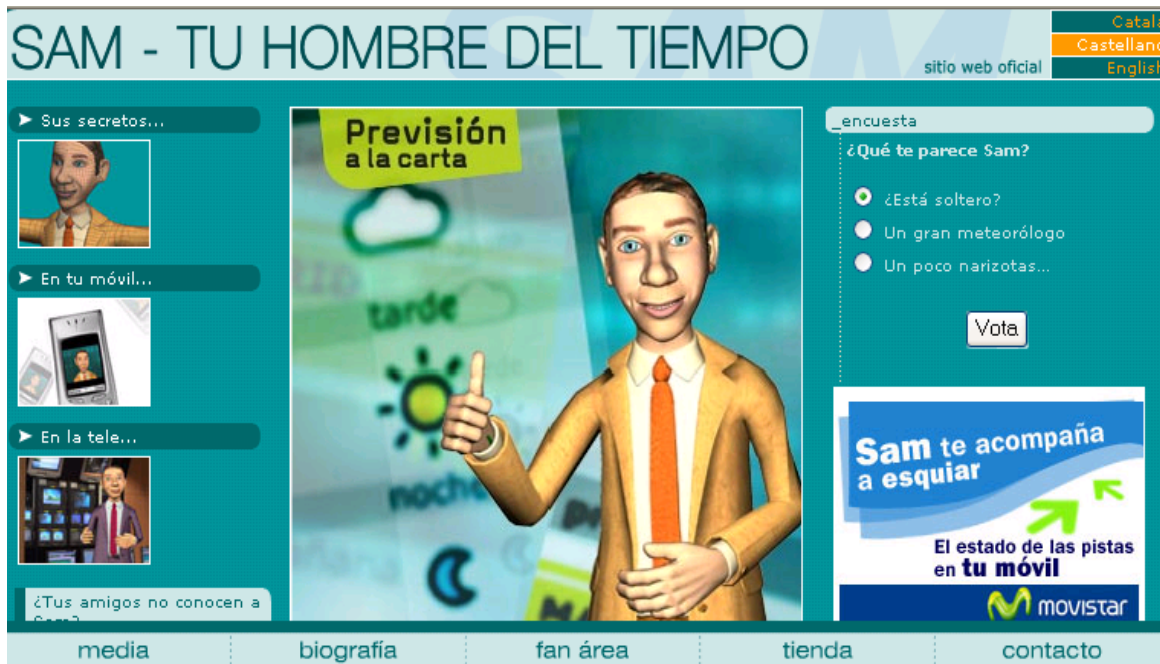 SAM - TU HOMBRE DEL TIEMPO
sitio web oficial
Catalá
Castellano
English
Sus secretos...
En tu móvil...
En la tele...
¿Tus amigos no conocen a
Previsión
a la carta
tarde
noche
_encuesta
¿Qué te parece Sam?
¿Está soltero?
Un gran meteorólogo
Un poco narizotas...
Vota
Sam te acompaña
a esquiar
El estado de las pistas
en tu móvil
movistar
media
biografía
fan área
tienda
contacto